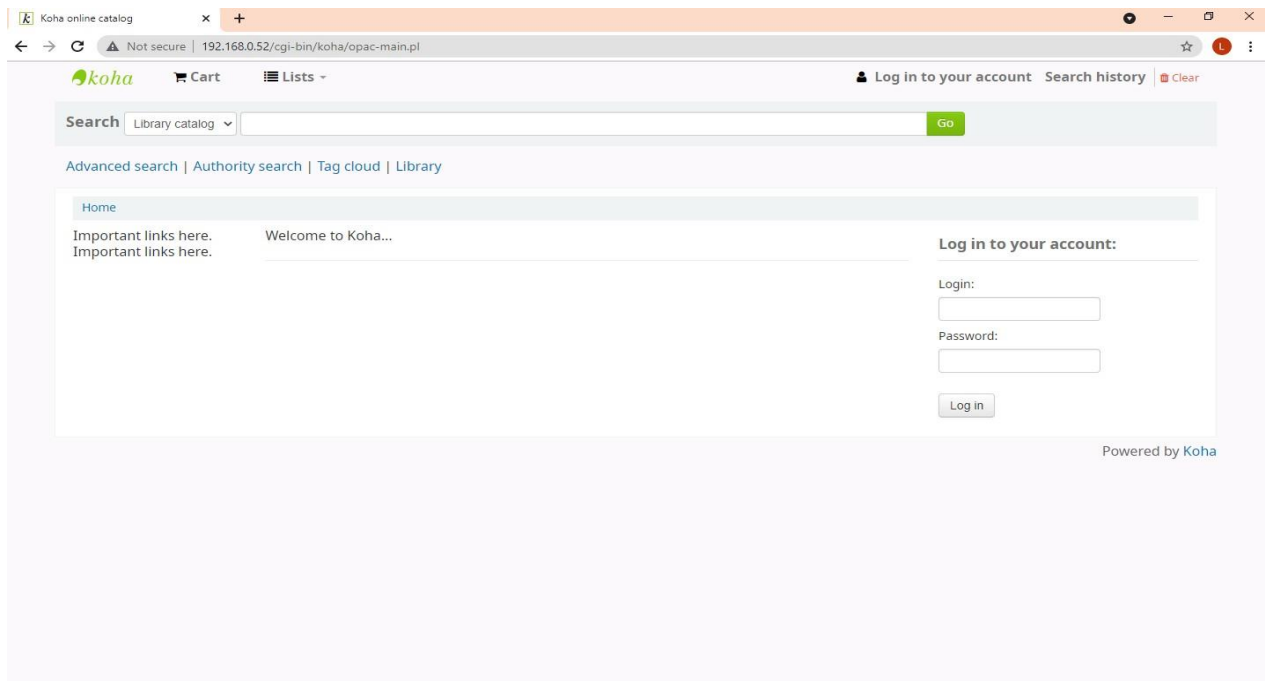 Koha online catalog
Not secure | 192.168.0.52/cgi-bin/koha/opac-main.pl
L
koha Cart Lists Log in to your account Search history Clear
Search Library catalog Go
Advanced search | Authority search | Tag cloud | Library
Home
Important links here.
Important links here.
Welcome to Koha...
Log in to your account:
Login:
Password:
Log in
Powered by Koha